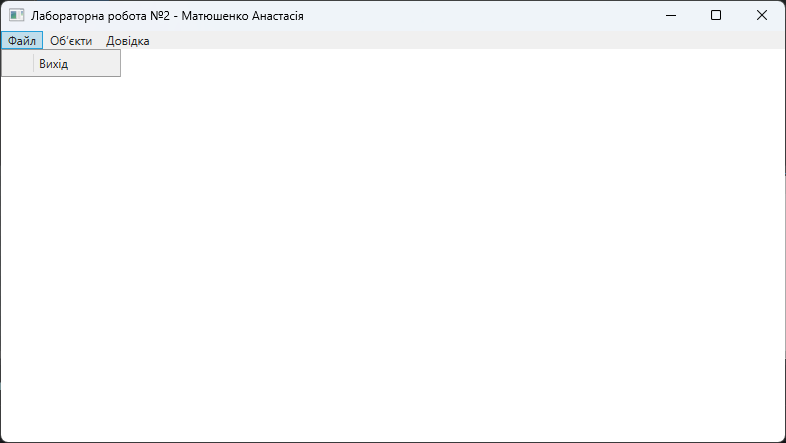 Лабораторна робота №2 - Матюшенко Анастасія
Файл Об'єкти Довідка
Вихід